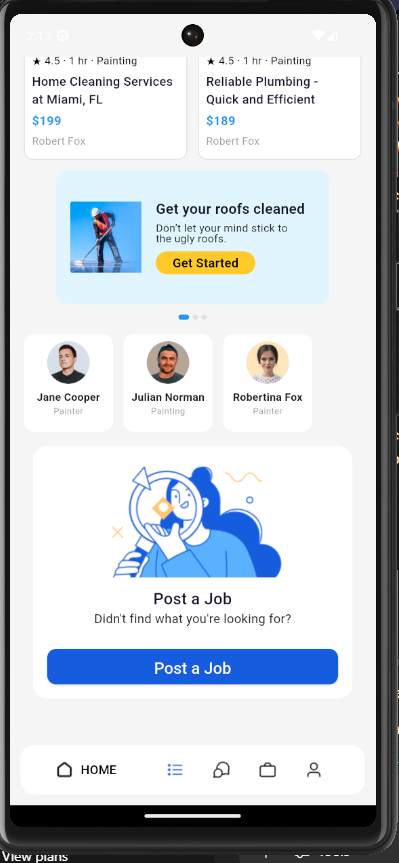 2:13
★ 4.5 · 1 hr · Painting
Home Cleaning Services
at Miami, FL
$199
Robert Fox
★ 4.5 · 1 hr · Painting
Reliable Plumbing -
Quick and Efficient
$189
Robert Fox
Get your roofs cleaned
Don't let your mind stick to
the ugly roofs.
Get Started
Jane Cooper
Painter
Julian Norman
Painting
Robertina Fox
Painter
Post a Job
Didn't find what you're looking for?
Post a Job
HOME
View plans